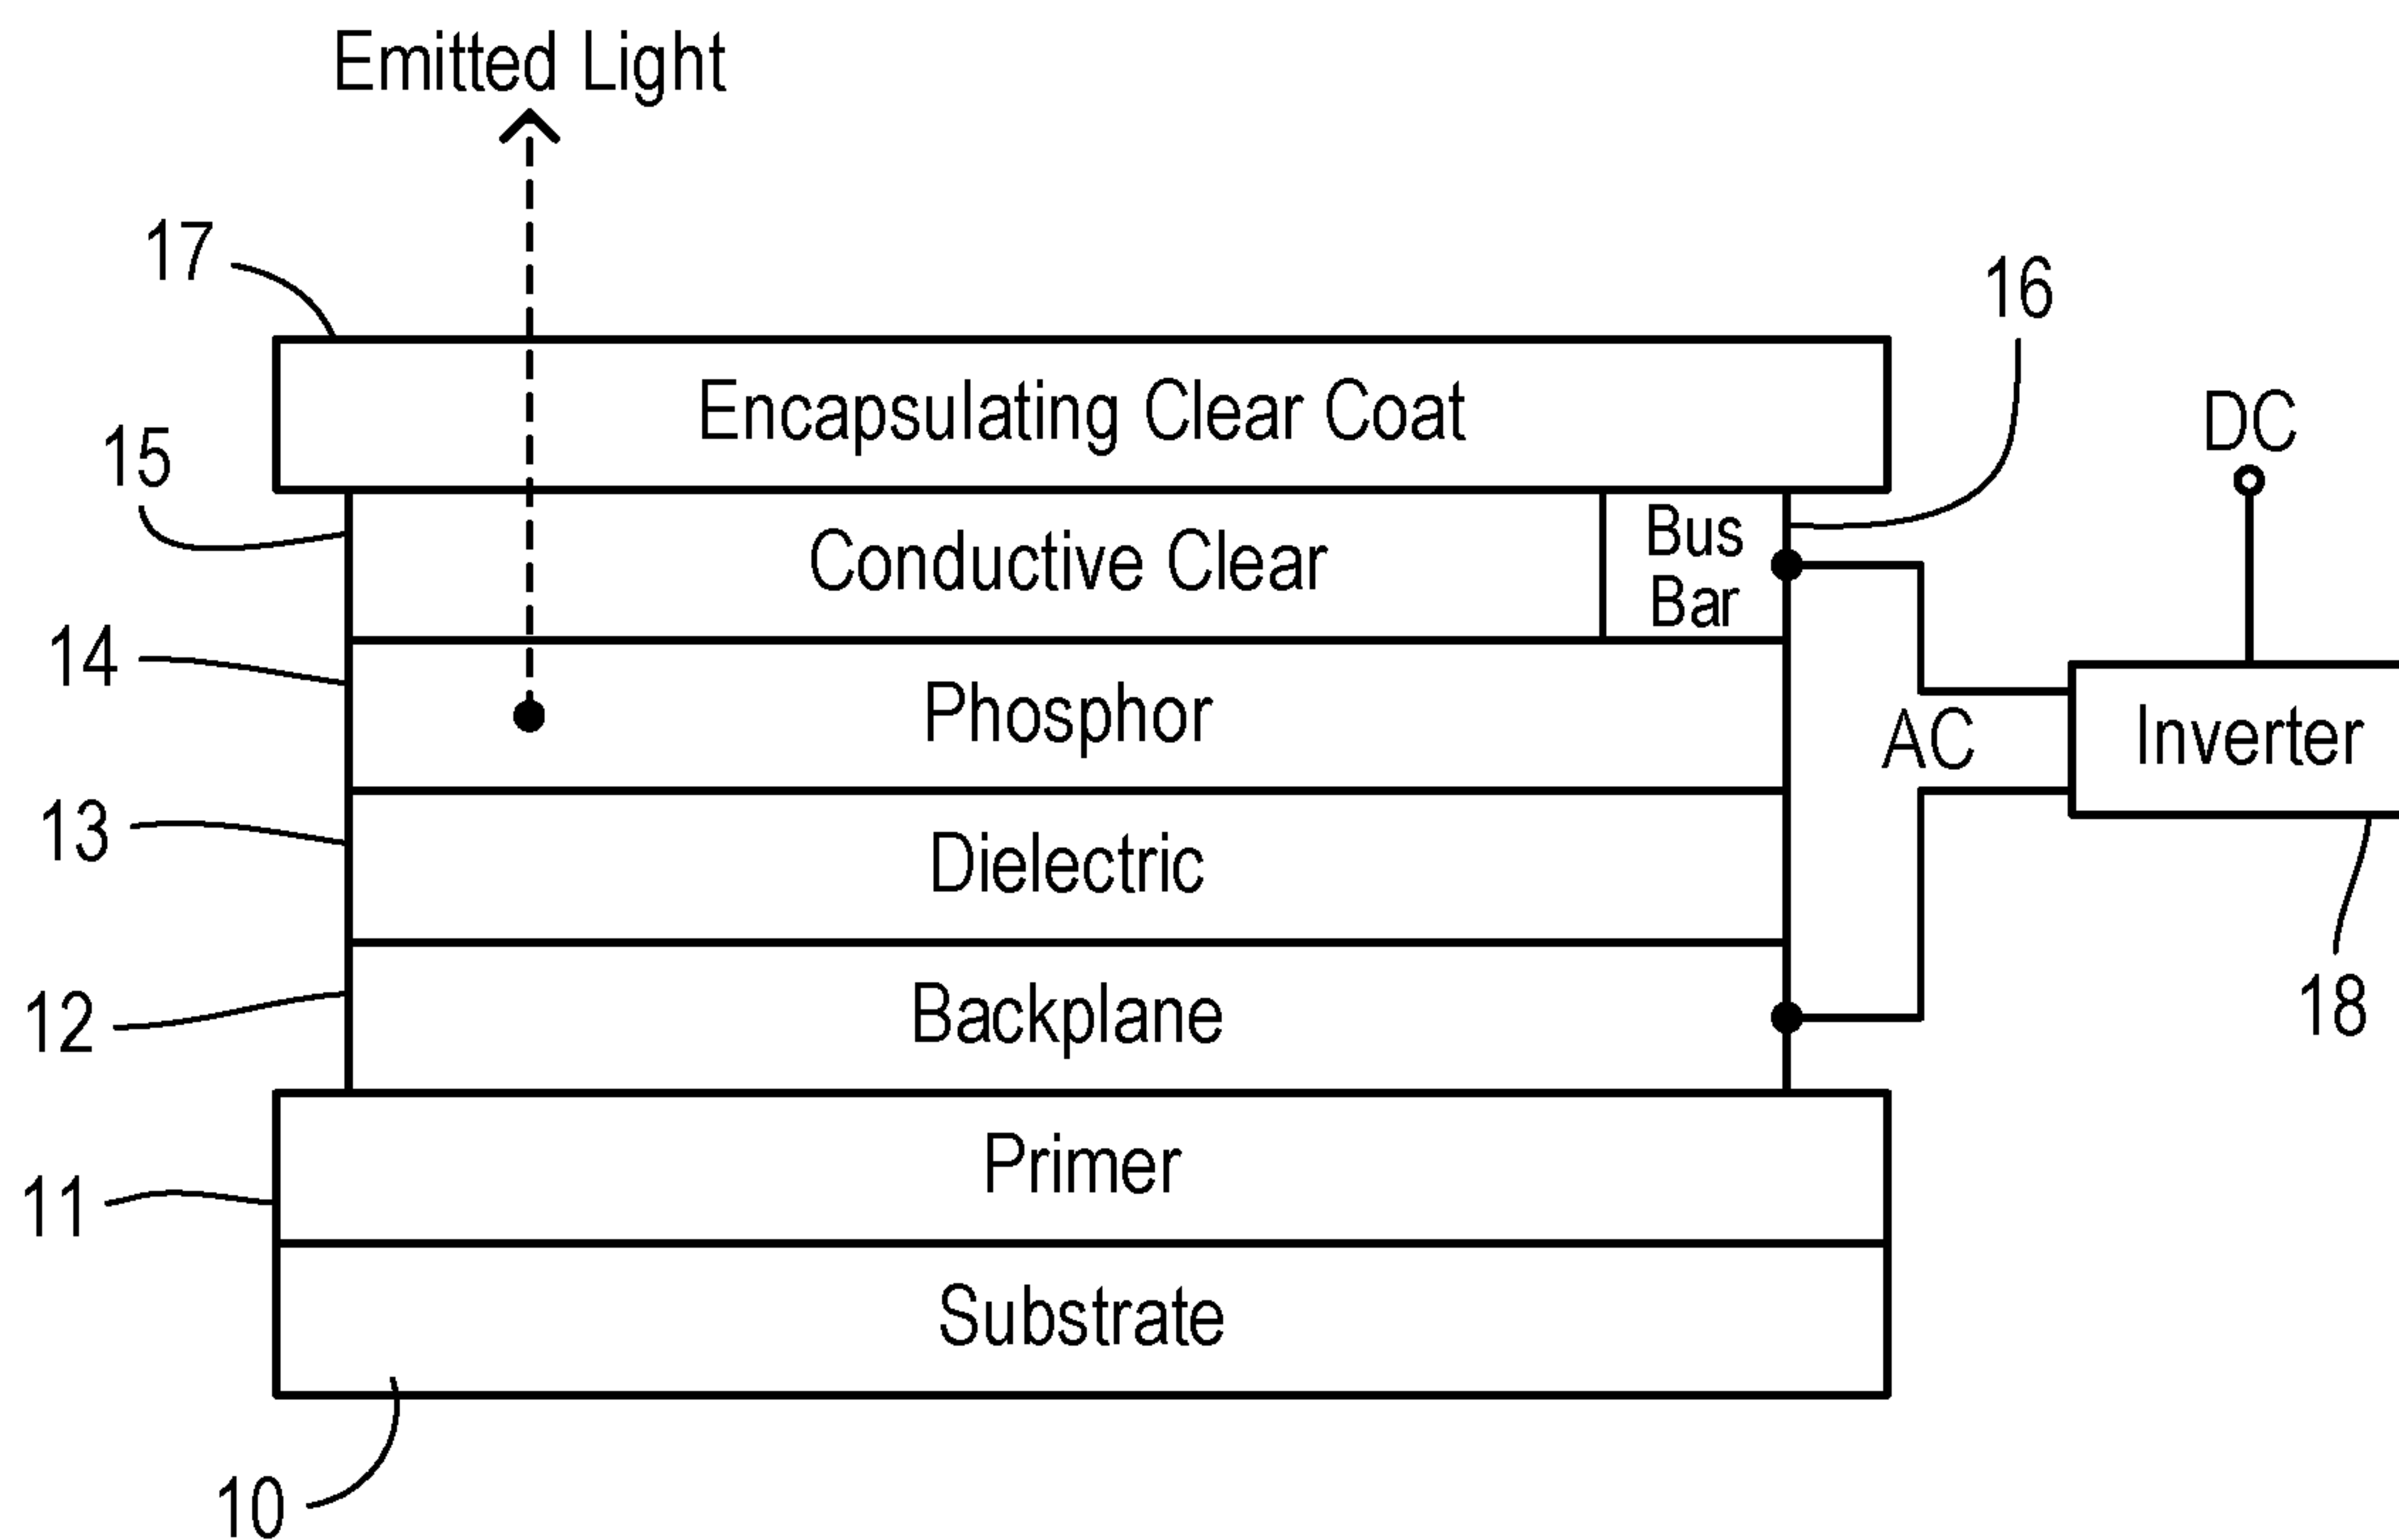 Emitted Light
17
16
Encapsulating Clear Coat
DC
15
Conductive Clear
Bus
Bar
14
Phosphor
AC
Inverter
13
Dielectric
12
Backplane
18
11
Primer
Substrate
10